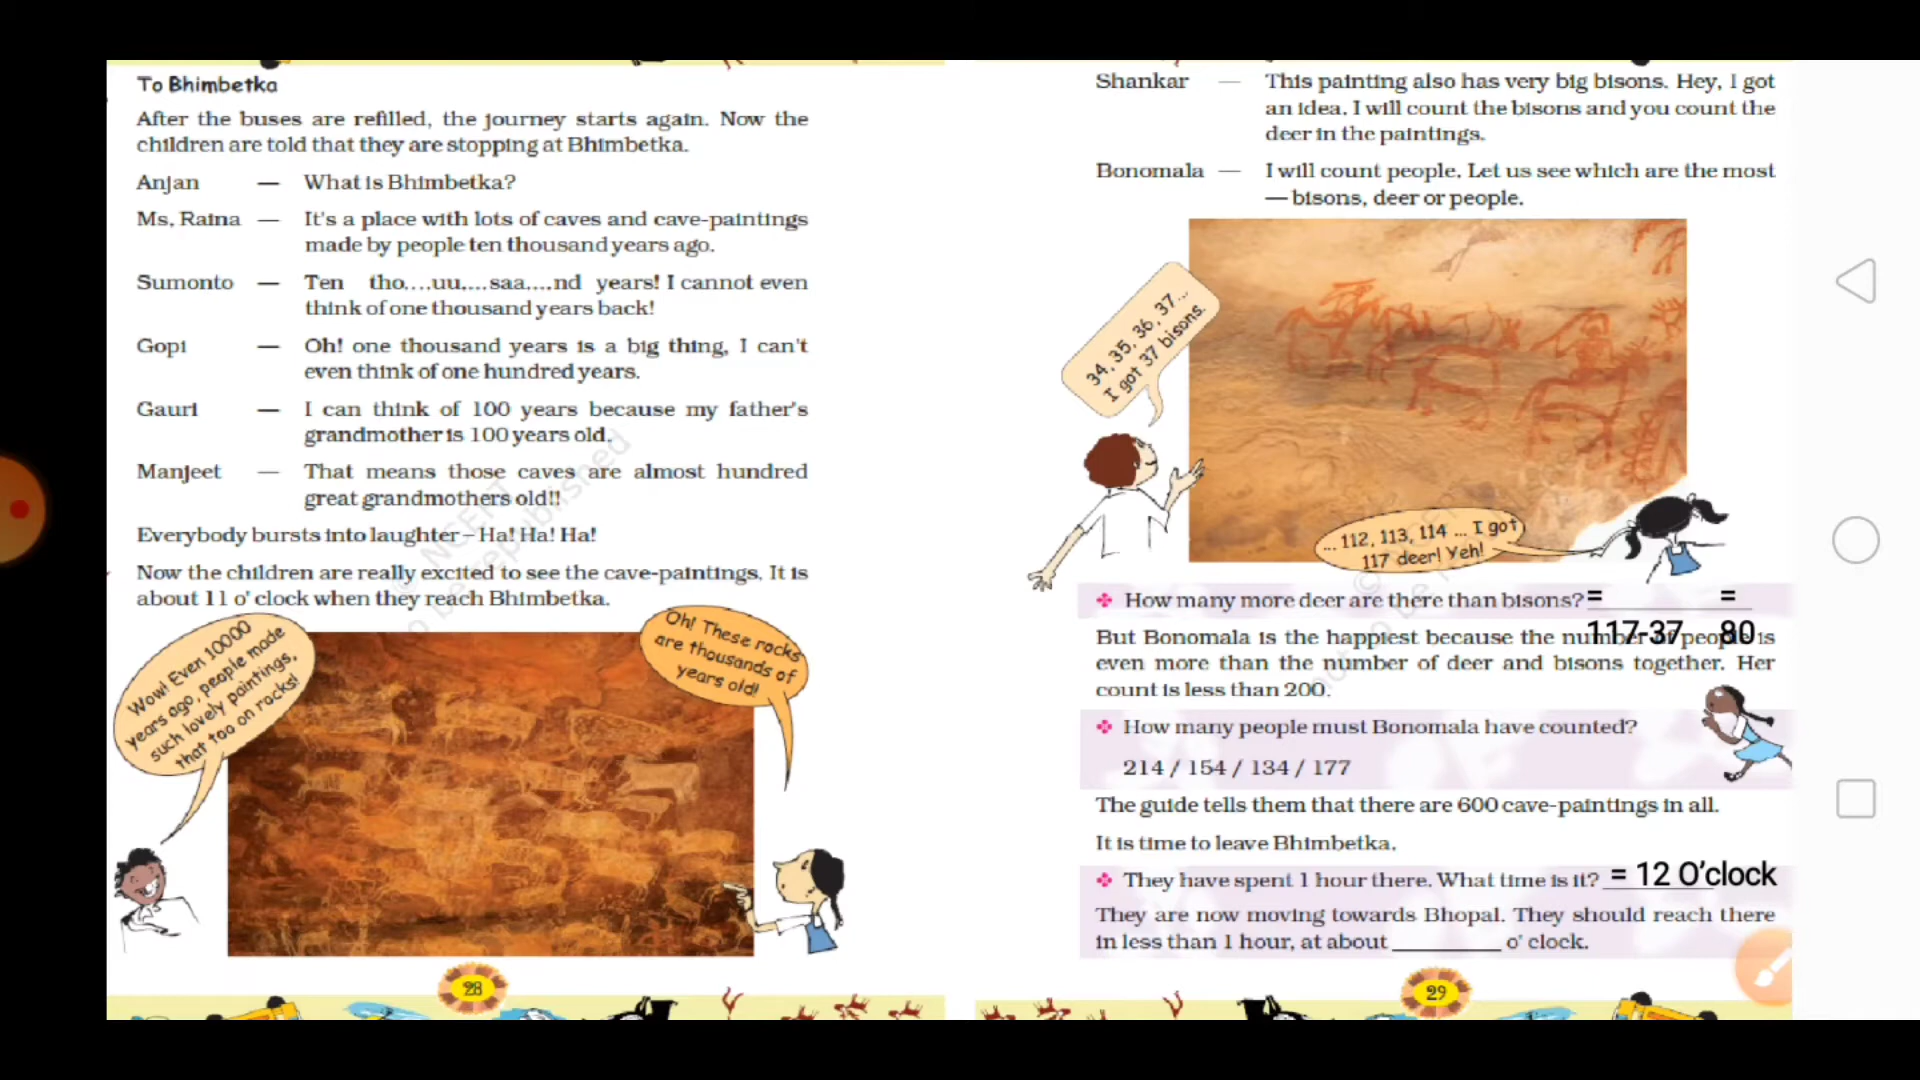 To Bhimbetka
After the buses are refilled, the journey starts again. Now the
children are told that they are stopping at Bhimbetka.
Anjan — What is Bhimbetka?
Ms. Raina — It's a place with lots of caves and cave-paintings
made by people ten thousand years ago.
Sumonto — Ten tho....uu....saa....nd years! I cannot even
think of one thousand years back!
Gopi — Oh! one thousand years is a big thing, I can't
even think of one hundred years.
Gauri — I can think of 100 years because my father's
grandmother is 100 years old.
Manjeet — That means those caves are almost hundred
great grandmothers old!!
Everybody bursts into laughter – Ha! Ha! Ha!
Now the children are really excited to see the cave-paintings. It is
about 11 o' clock when they reach Bhimbetka.
Wow! Even 10000
years ago, people made
such lovely paintings,
that too on rocks!
Oh! These rocks
are thousands of
years old!
28
Shankar — This painting also has very big bisons. Hey, I got
an idea. I will count the bisons and you count the
deer in the paintings.
Bonomala — I will count people. Let us see which are the most
— bisons, deer or people.
34, 35, 36, 37...
I got 37 bisons.
... 112, 113, 114 ... I got
117 deer! Yeh!
❖ How many more deer are there than bisons? = =
117-37 80
But Bonomala is the happiest because the number of people is
even more than the number of deer and bisons together. Her
count is less than 200.
❖ How many people must Bonomala have counted?
214 / 154 / 134 / 177
The guide tells them that there are 600 cave-paintings in all.
It is time to leave Bhimbetka.
❖ They have spent 1 hour there. What time is it? = 12 O'clock
They are now moving towards Bhopal. They should reach there
in less than 1 hour, at about __________ o' clock.
29